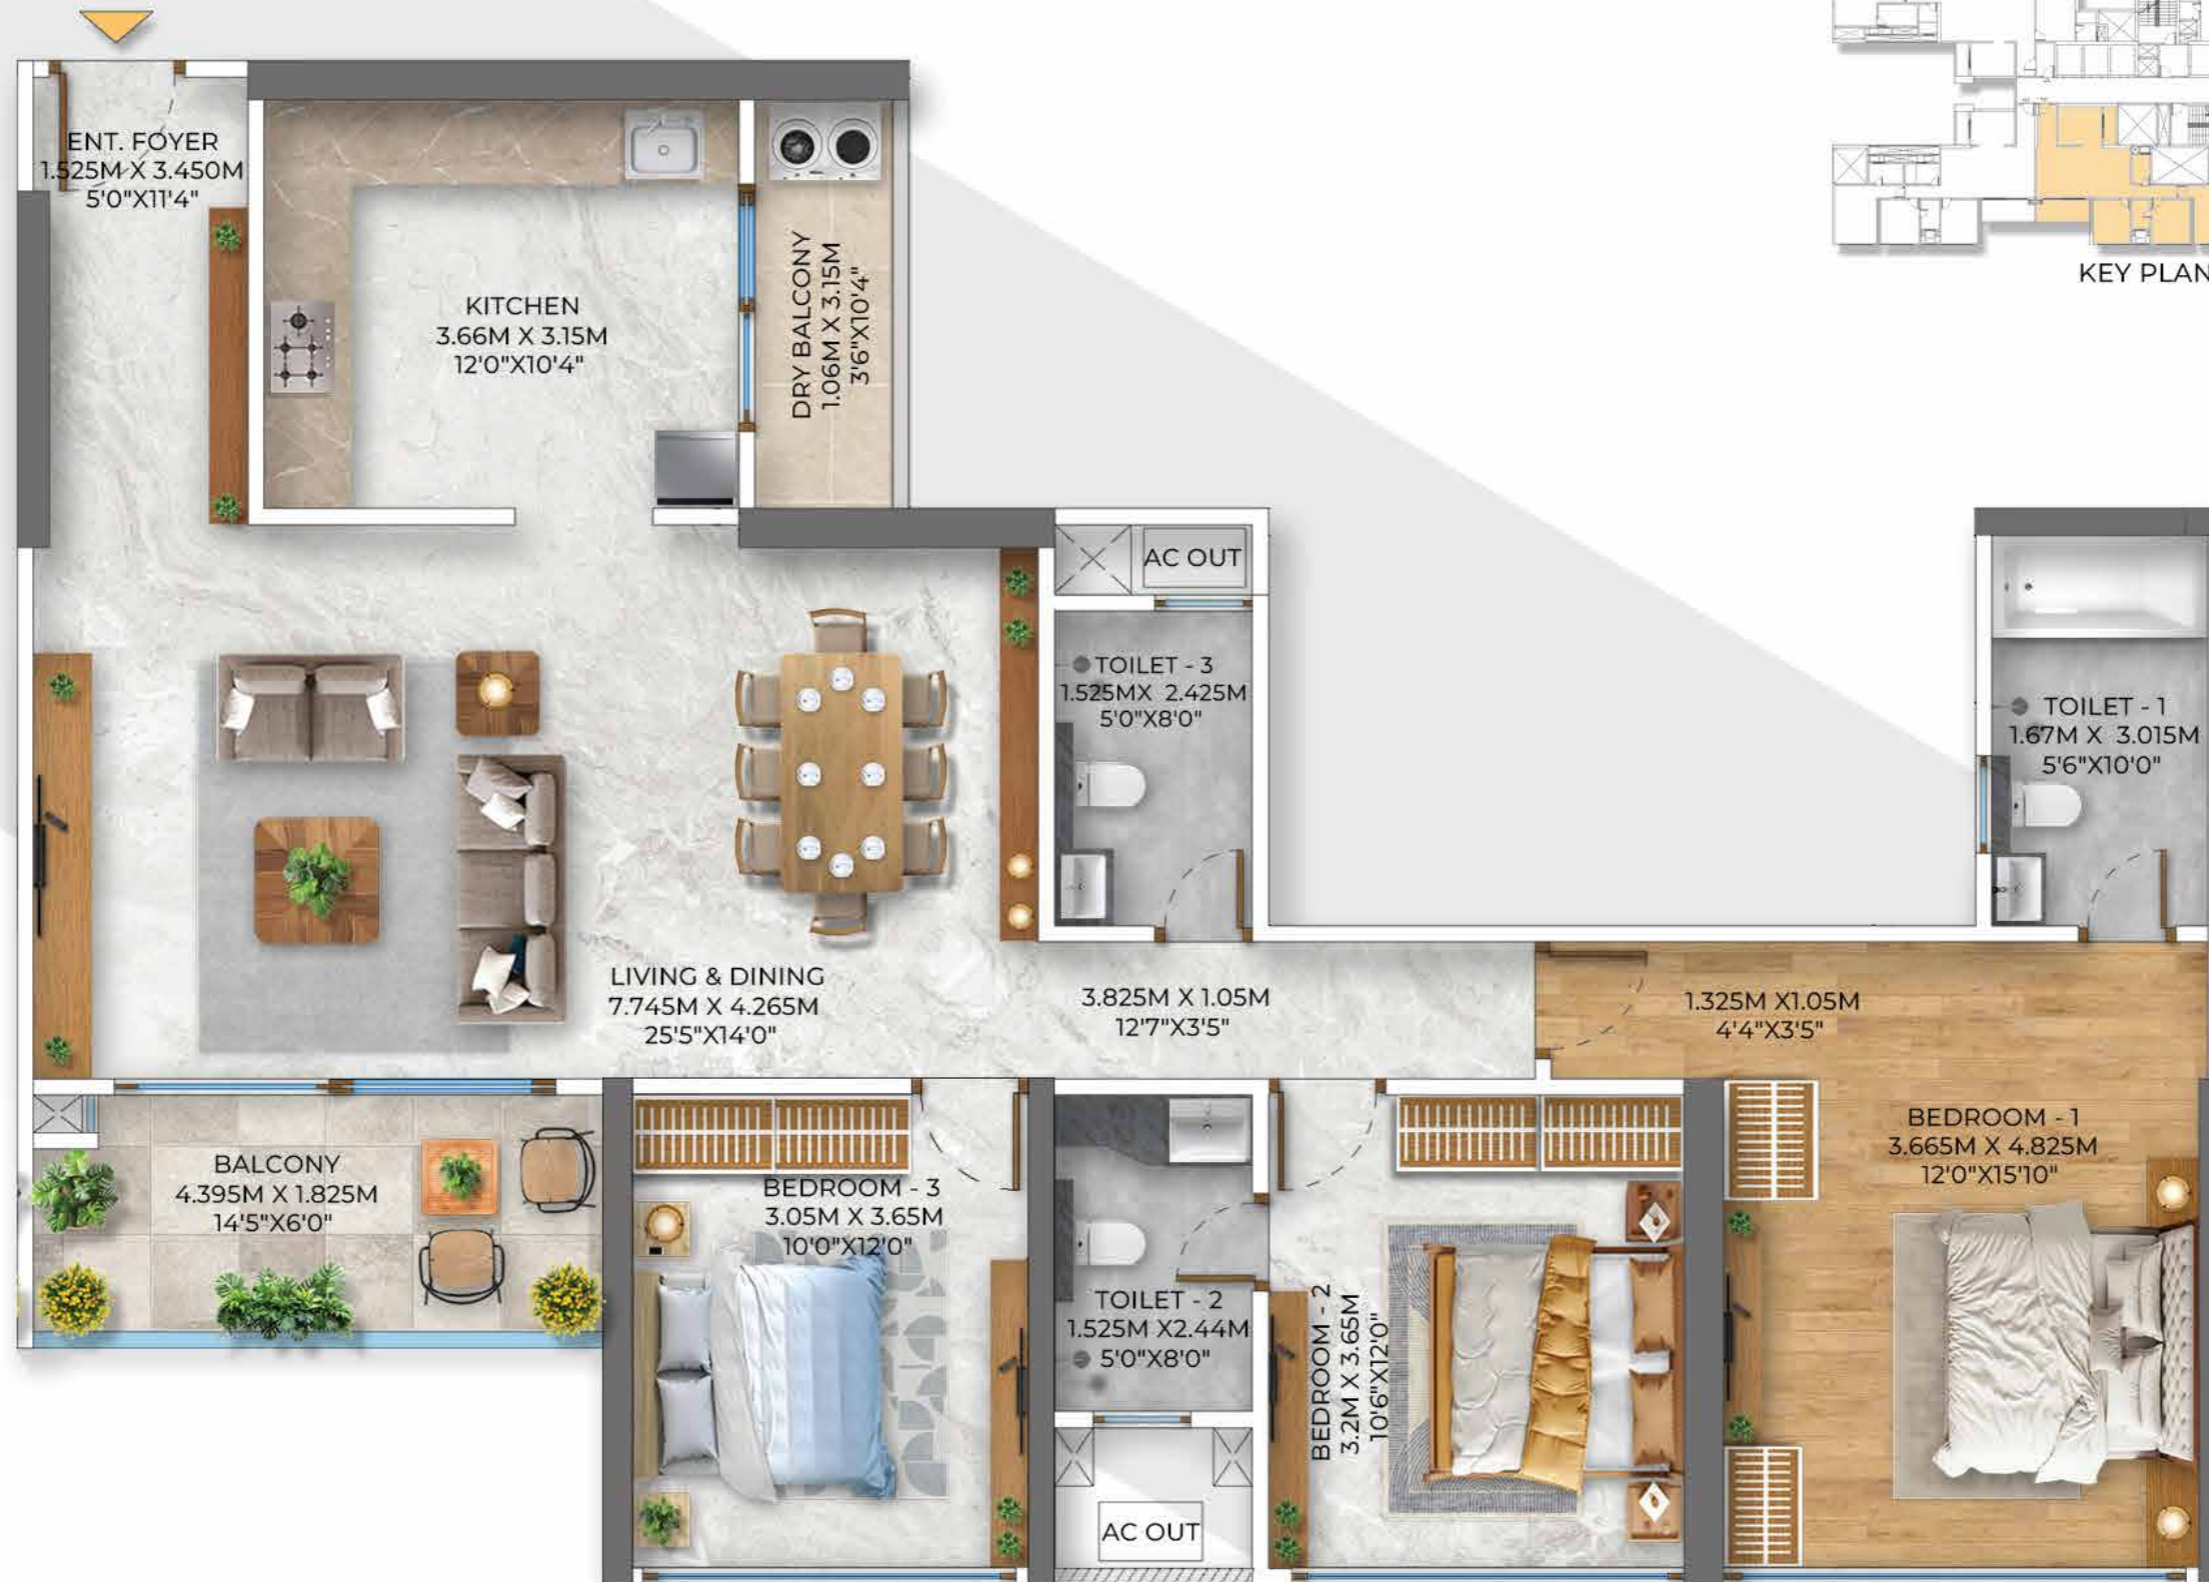 ENT. FOYER
1.525M X 3.450M
5'0"X11'4"
KITCHEN
3.66M X 3.15M
12'0"X10'4"
DRY BALCONY
1.06M X 3.15M
3'6"X10'4"
KEY PLAN
AC OUT
TOILET - 3
1.525MX 2.425M
5'0"X8'0"
TOILET - 1
1.67M X 3.015M
5'6"X10'0"
LIVING & DINING
7.745M X 4.265M
25'5"X14'0"
3.825M X 1.05M
12'7"X3'5"
1.325M X1.05M
4'4"X3'5"
BALCONY
4.395M X 1.825M
14'5"X6'0"
BEDROOM - 3
3.05M X 3.65M
10'0"X12'0"
TOILET - 2
1.525M X2.44M
5'0"X8'0"
BEDROOM - 2
3.2M X 3.65M
10'6"X12'0"
BEDROOM - 1
3.665M X 4.825M
12'0"X15'10"
AC OUT